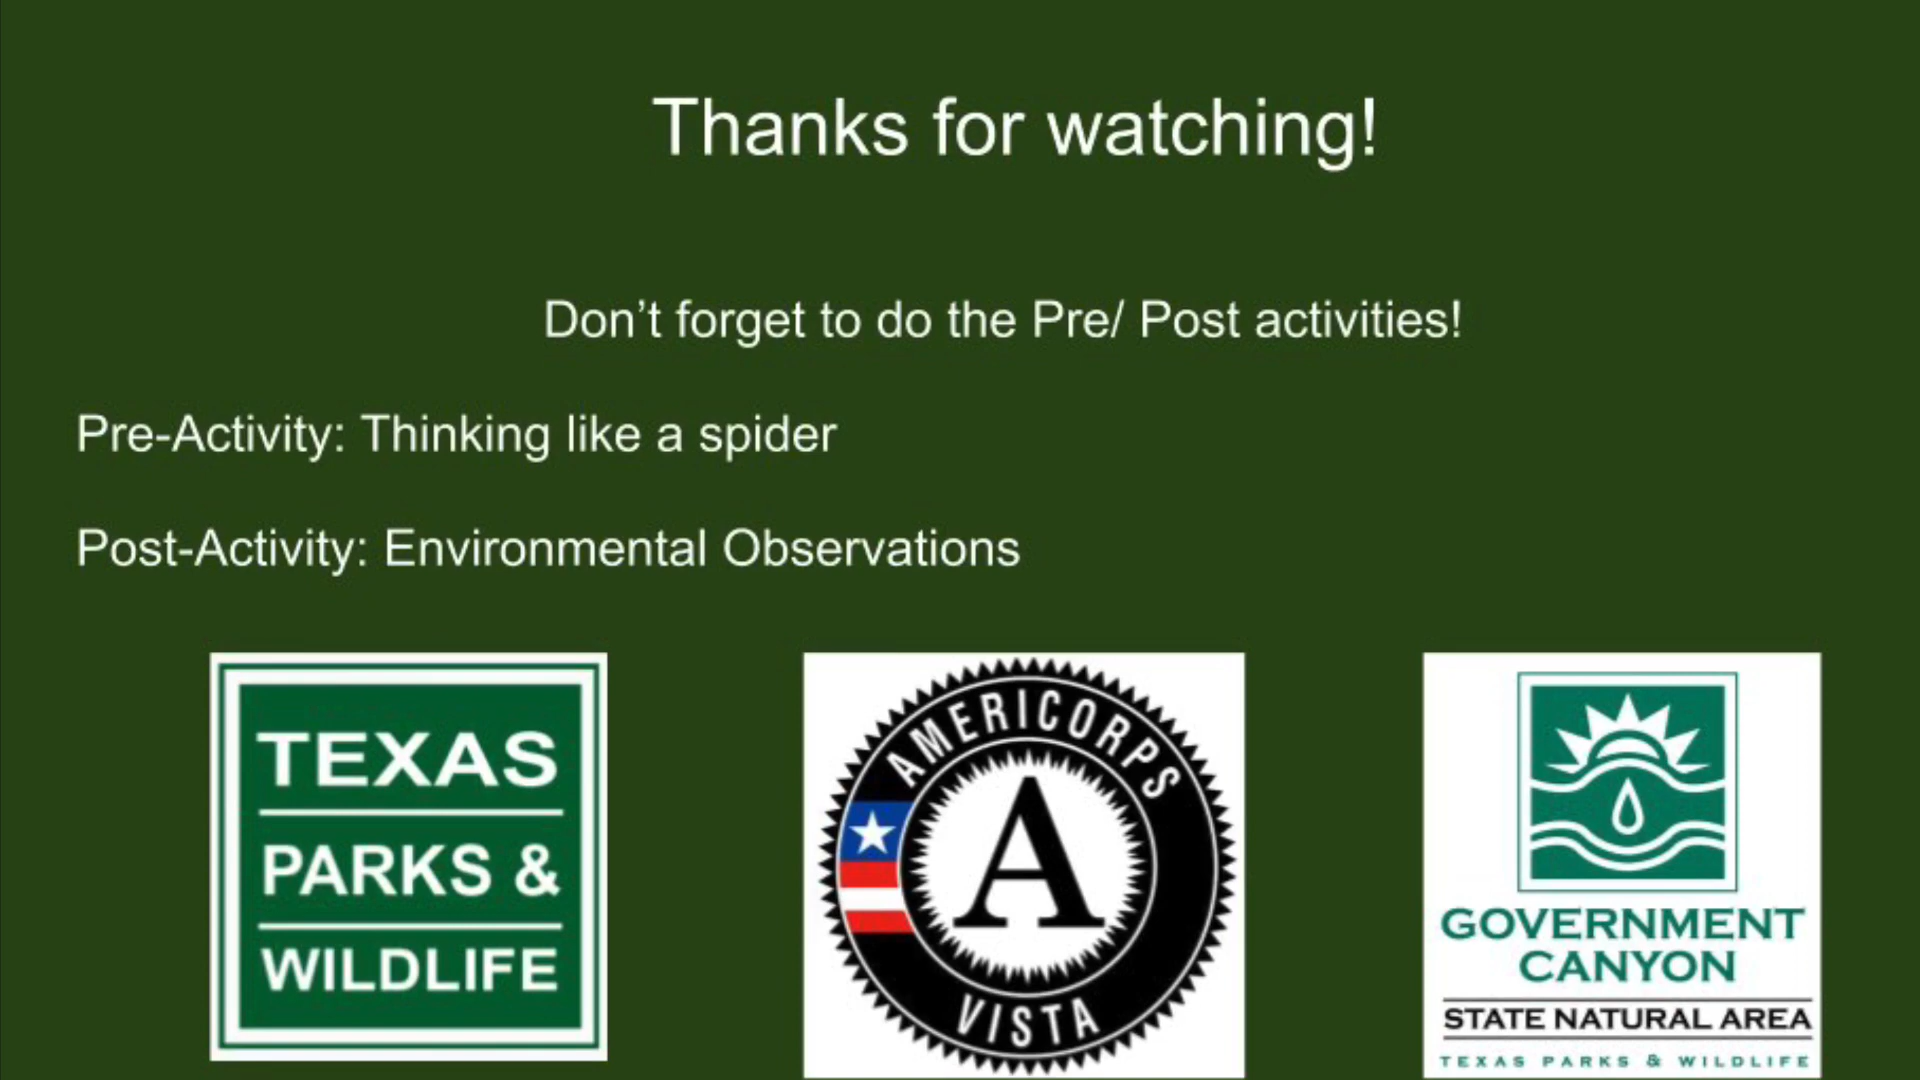 Thanks for watching!
Don’t forget to do the Pre/ Post activities!
Pre-Activity: Thinking like a spider
Post-Activity: Environmental Observations
TEXAS
PARKS &
WILDLIFE
AMERICORPS
A
VISTA
GOVERNMENT
CANYON
STATE NATURAL AREA
TEXAS PARKS & WILDLIFE